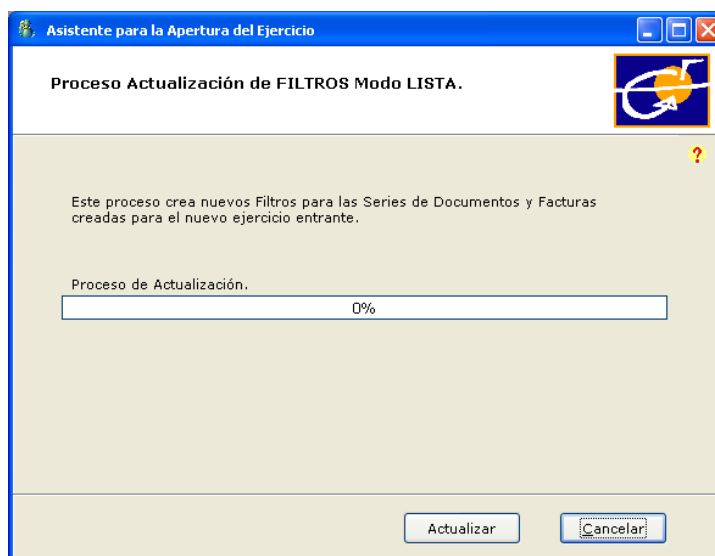 Asistente para la Apertura del Ejercicio
Proceso Actualización de FILTROS Modo LISTA.
?
Este proceso crea nuevos Filtros para las Series de Documentos y Facturas
creadas para el nuevo ejercicio entrante.
Proceso de Actualización.
0%
Actualizar
Cancelar